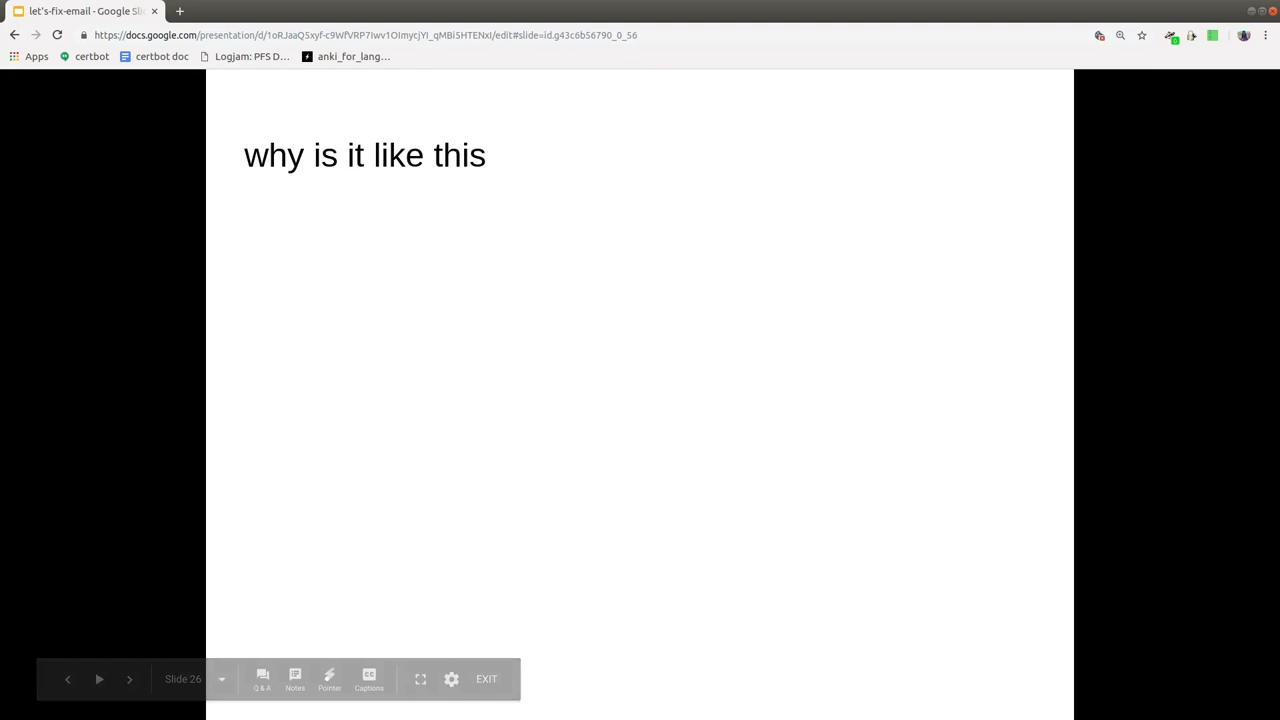 let's-fix-email - Google Sli
https://docs.google.com/presentation/d/1oRJaaQSxyf-c9WfVRP7Iwv1OImycjYI_qMBi5HTENxI/edit#slide=id.g43c6b56790_0_56
Apps certbot certbot doc Logjam: PFS D… anki_for_lang…
why is it like this
Slide 26 Q & A Notes Pointer Captions EXIT